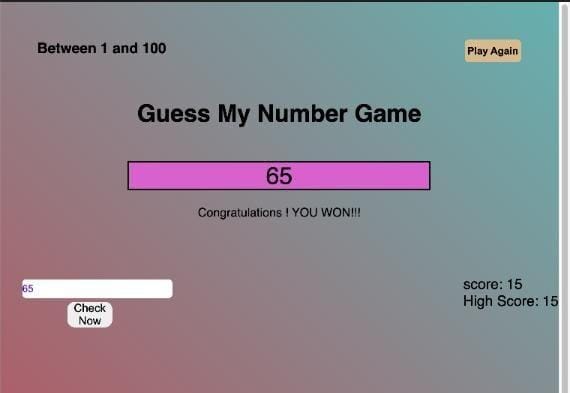 Between 1 and 100
Play Again
Guess My Number Game
65
Congratulations ! YOU WON!!!
65
Check
Now
score: 15
High Score: 15